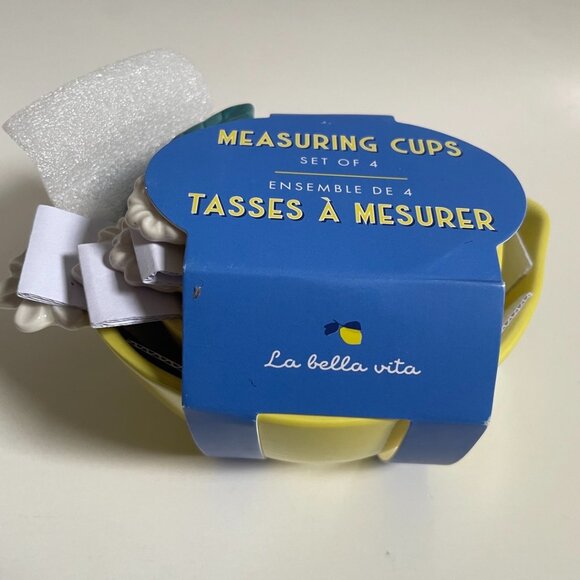 MEASURING CUPS
SET OF 4
ENSEMBLE DE 4
TASSES À MESURER
La bella vita